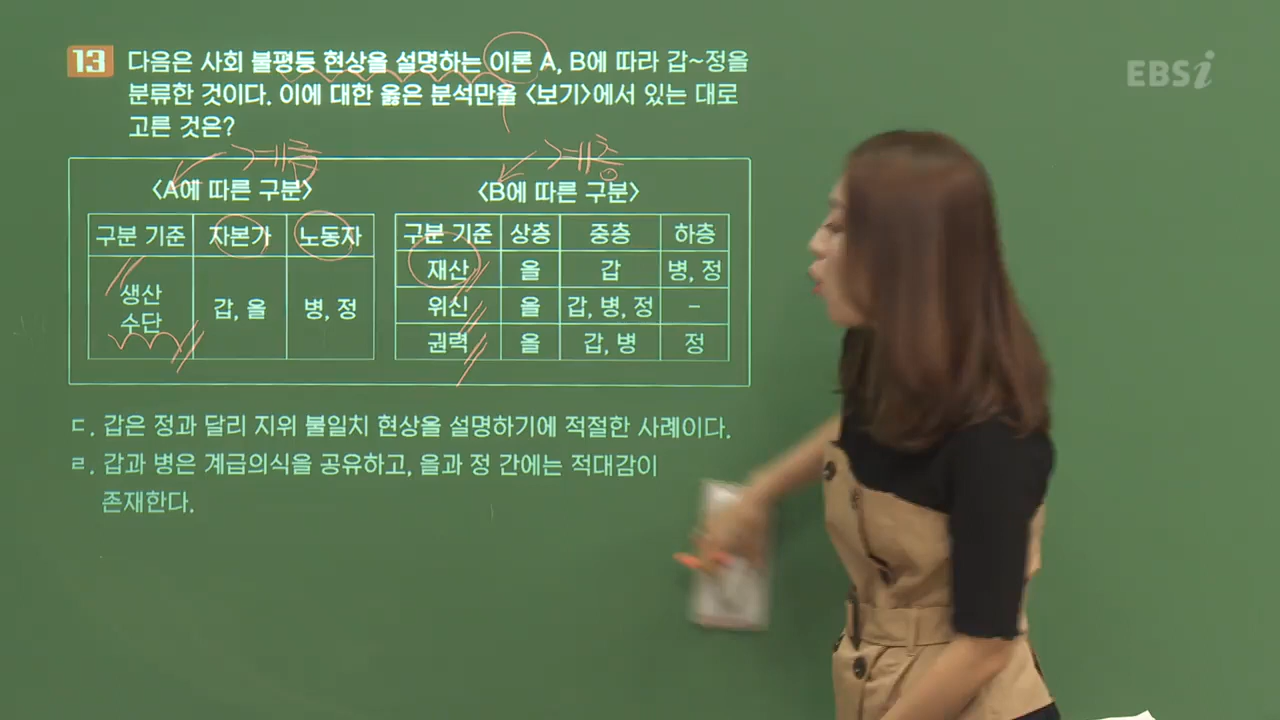 13 다음은 사회 불평등 현상을 설명하는 이론 A, B에 따라 갑~정을
분류한 것이다. 이에 대한 옳은 분석만을 <보기>에서 있는 대로
고른 것은?
EBSi
계급
계층
<A에 따른 구분>
<B에 따른 구분>
구분 기준 자본가 노동자
생산
수단
갑, 을 병, 정
구분 기준 상층 중층 하층
재산 을 갑 병, 정
위신 을 갑, 병, 정 -
권력 을 갑, 병 정
ㄷ. 갑은 정과 달리 지위 불일치 현상을 설명하기에 적절한 사례이다.
ㄹ. 갑과 병은 계급의식을 공유하고, 을과 정 간에는 적대감이
존재한다.